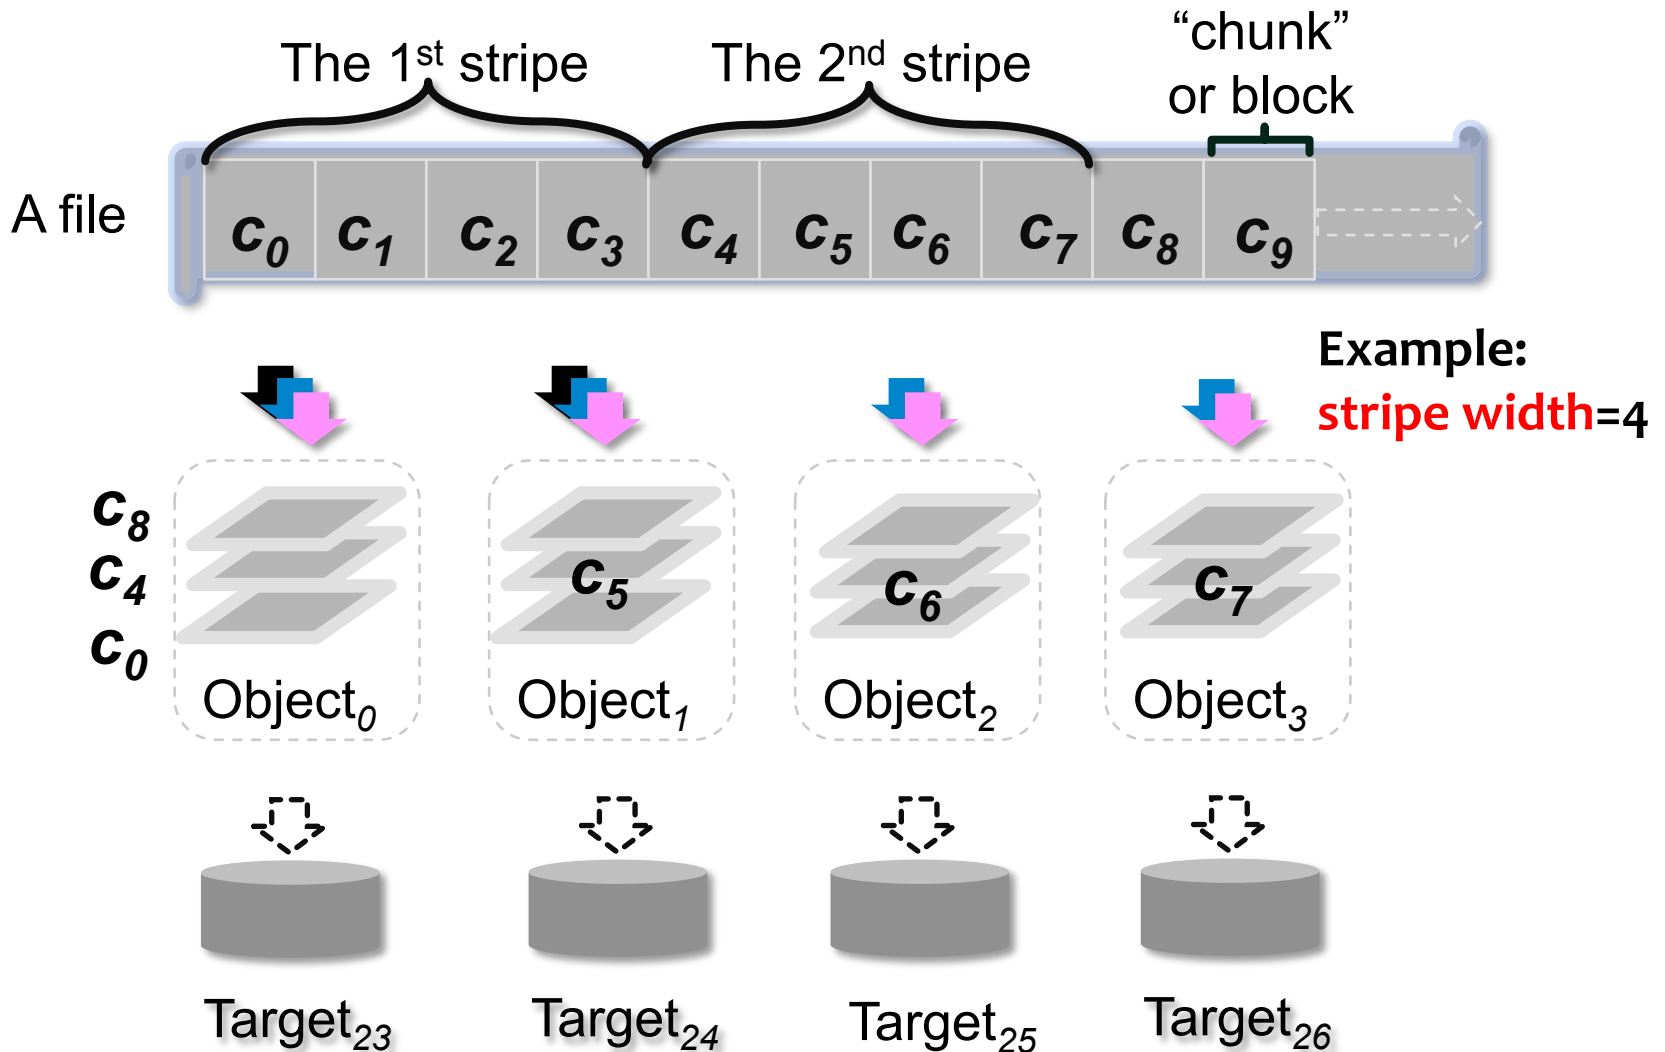 The 1st stripe
The 2nd stripe
“chunk”
or block
A file
c0 c1 c2 c3 c4 c5 c6 c7 c8 c9
Example:
stripe width=4
c8
c4
c0
c5
c6
c7
Object0
Object1
Object2
Object3
Target23
Target24
Target25
Target26